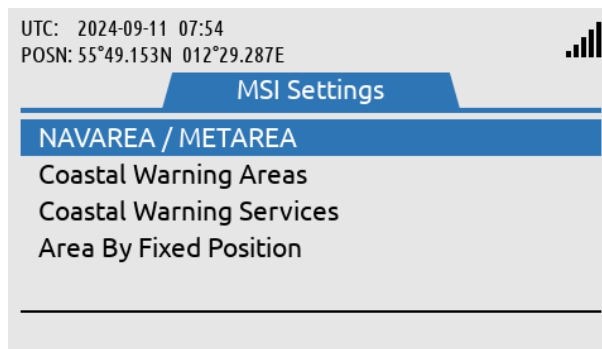 UTC: 2024-09-11 07:54
POSN: 55°49.153N 012°29.287E
MSI Settings
NAVAREA / METAREA
Coastal Warning Areas
Coastal Warning Services
Area By Fixed Position